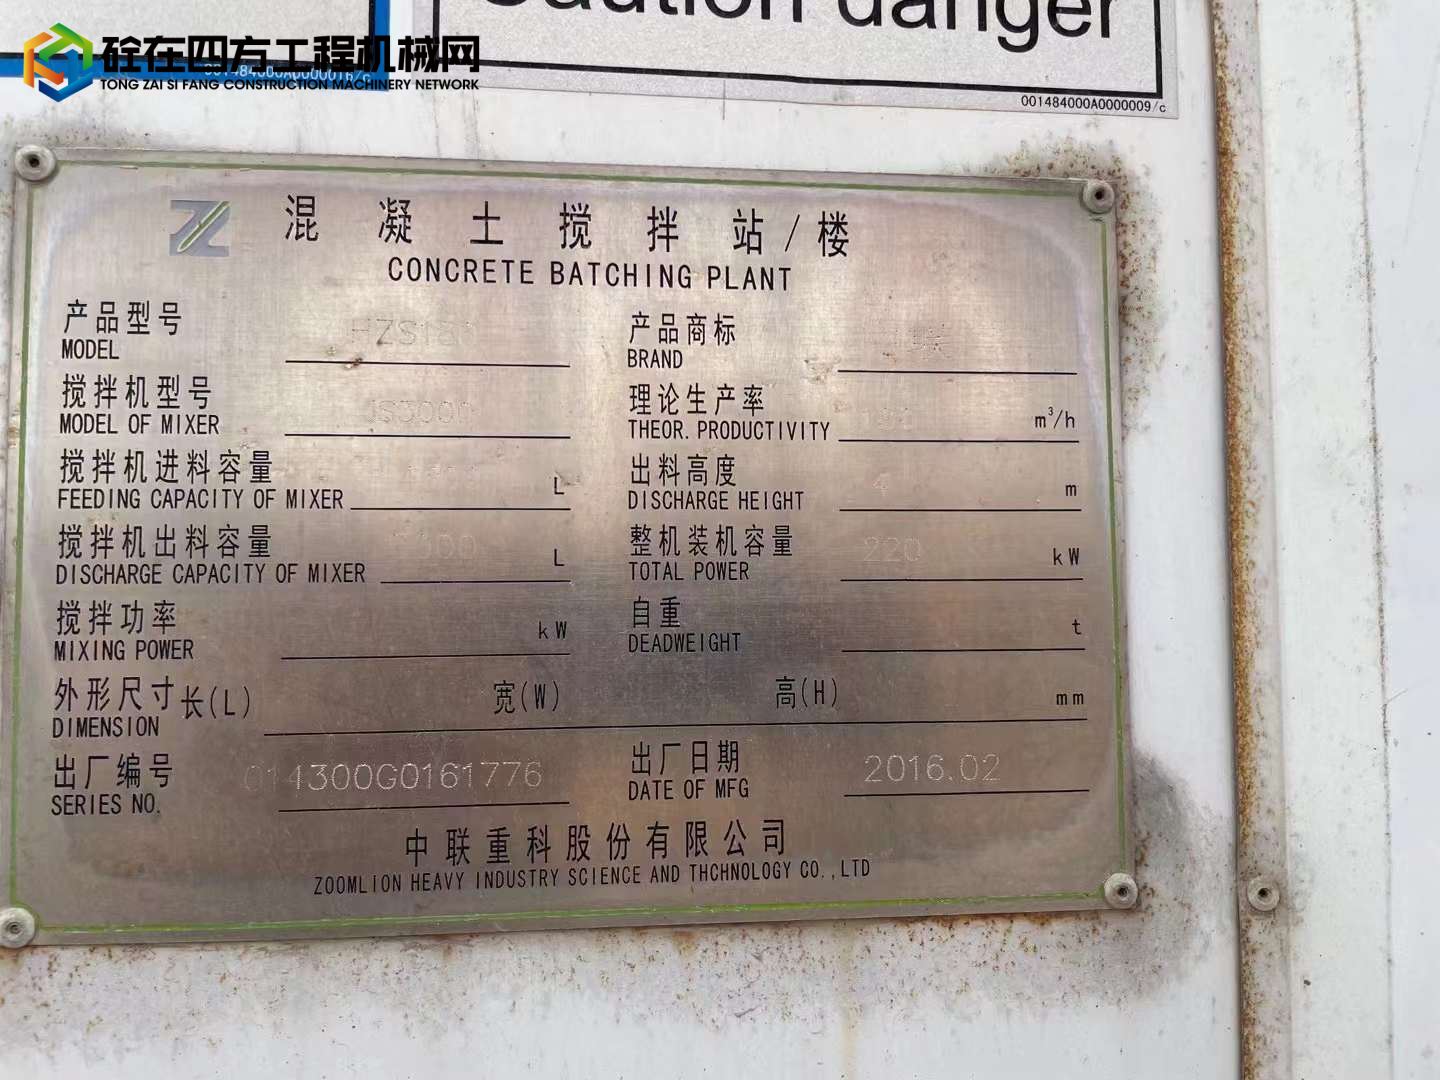 砼在四方工程机械网
TONG ZAI SI FANG CONSTRUCTION MACHINERY NETWORK
001484000A0000016/c
Caution danger
001484000A0000009/c
混凝土搅拌站/楼
CONCRETE BATCHING PLANT
产品型号
MODEL
产品商标
BRAND
搅拌机型号 JS3000
MODEL OF MIXER
理论生产率 m³/h
THEOR. PRODUCTIVITY
搅拌机进料容量 L
FEEDING CAPACITY OF MIXER
出料高度 4 m
DISCHARGE HEIGHT
搅拌机出料容量 L
DISCHARGE CAPACITY OF MIXER
整机装机容量 220 kW
TOTAL POWER
搅拌功率 kW
MIXING POWER
自重 t
DEADWEIGHT
外形尺寸 长(L) 宽(W) 高(H) mm
DIMENSION
出厂编号 014300G0161776
SERIES NO.
出厂日期 2016.02
DATE OF MFG
中联重科股份有限公司
ZOOMLION HEAVY INDUSTRY SCIENCE AND THCHNOLOGY CO.,LTD